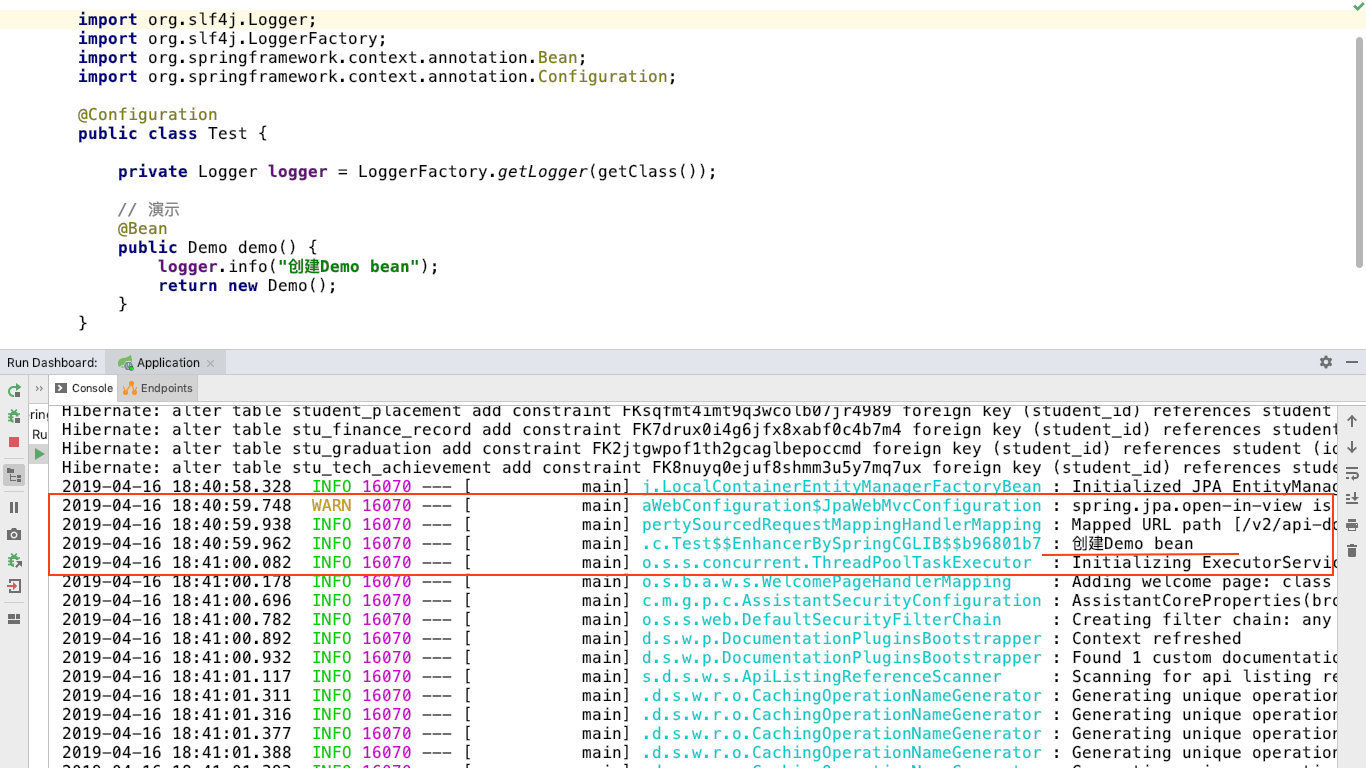 import org.slf4j.Logger;
import org.slf4j.LoggerFactory;
import org.springframework.context.annotation.Bean;
import org.springframework.context.annotation.Configuration;
@Configuration
public class Test {
private Logger logger = LoggerFactory.getLogger(getClass());
// 演示
@Bean
public Demo demo() {
logger.info("创建Demo bean");
return new Demo();
}
}
Run Dashboard: Application
Console Endpoints
Hibernate: alter table student_placement add constraint FKsqfmt4imt9q3wcolb07jr4989 foreign key (student_id) references student
Hibernate: alter table stu_finance_record add constraint FK7drux0i4g6jfx8xabf0c4b7m4 foreign key (student_id) references student
Hibernate: alter table stu_graduation add constraint FK2jtgwpof1th2gcaglbepoccmd foreign key (student_id) references student (id
Hibernate: alter table stu_tech_achievement add constraint FK8nuyq0ejuf8shmm3u5y7mq7ux foreign key (student_id) references stude
2019-04-16 18:40:58.328 INFO 16070 --- [ main] j.LocalContainerEntityManagerFactoryBean : Initialized JPA EntityManag
2019-04-16 18:40:59.748 WARN 16070 --- [ main] aWebConfiguration$JpaWebMvcConfiguration : spring.jpa.open-in-view is
2019-04-16 18:40:59.938 INFO 16070 --- [ main] pertySourcedRequestMappingHandlerMapping : Mapped URL path [/v2/api-do
2019-04-16 18:40:59.962 INFO 16070 --- [ main] .c.Test$$EnhancerBySpringCGLIB$$b96801b7 : 创建Demo bean
2019-04-16 18:41:00.082 INFO 16070 --- [ main] o.s.s.concurrent.ThreadPoolTaskExecutor : Initializing ExecutorServi
2019-04-16 18:41:00.178 INFO 16070 --- [ main] o.s.b.a.w.s.WelcomePageHandlerMapping : Adding welcome page: class
2019-04-16 18:41:00.696 INFO 16070 --- [ main] c.m.g.p.c.AssistantSecurityConfiguration : AssistantCoreProperties(bro
2019-04-16 18:41:00.782 INFO 16070 --- [ main] o.s.s.web.DefaultSecurityFilterChain : Creating filter chain: any
2019-04-16 18:41:00.892 INFO 16070 --- [ main] d.s.w.p.DocumentationPluginsBootstrapper : Context refreshed
2019-04-16 18:41:00.932 INFO 16070 --- [ main] d.s.w.p.DocumentationPluginsBootstrapper : Found 1 custom documentatio
2019-04-16 18:41:01.117 INFO 16070 --- [ main] s.d.s.w.s.ApiListingReferenceScanner : Scanning for api listing re
2019-04-16 18:41:01.311 INFO 16070 --- [ main] .d.s.w.r.o.CachingOperationNameGenerator : Generating unique operation
2019-04-16 18:41:01.316 INFO 16070 --- [ main] .d.s.w.r.o.CachingOperationNameGenerator : Generating unique operation
2019-04-16 18:41:01.377 INFO 16070 --- [ main] .d.s.w.r.o.CachingOperationNameGenerator : Generating unique operation
2019-04-16 18:41:01.388 INFO 16070 --- [ main] .d.s.w.r.o.CachingOperationNameGenerator : Generating unique operation